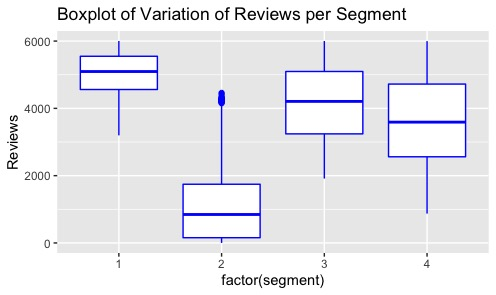 Boxplot of Variation of Reviews per Segment
6000
4000
2000
0
Reviews
1 2 3 4
factor(segment)